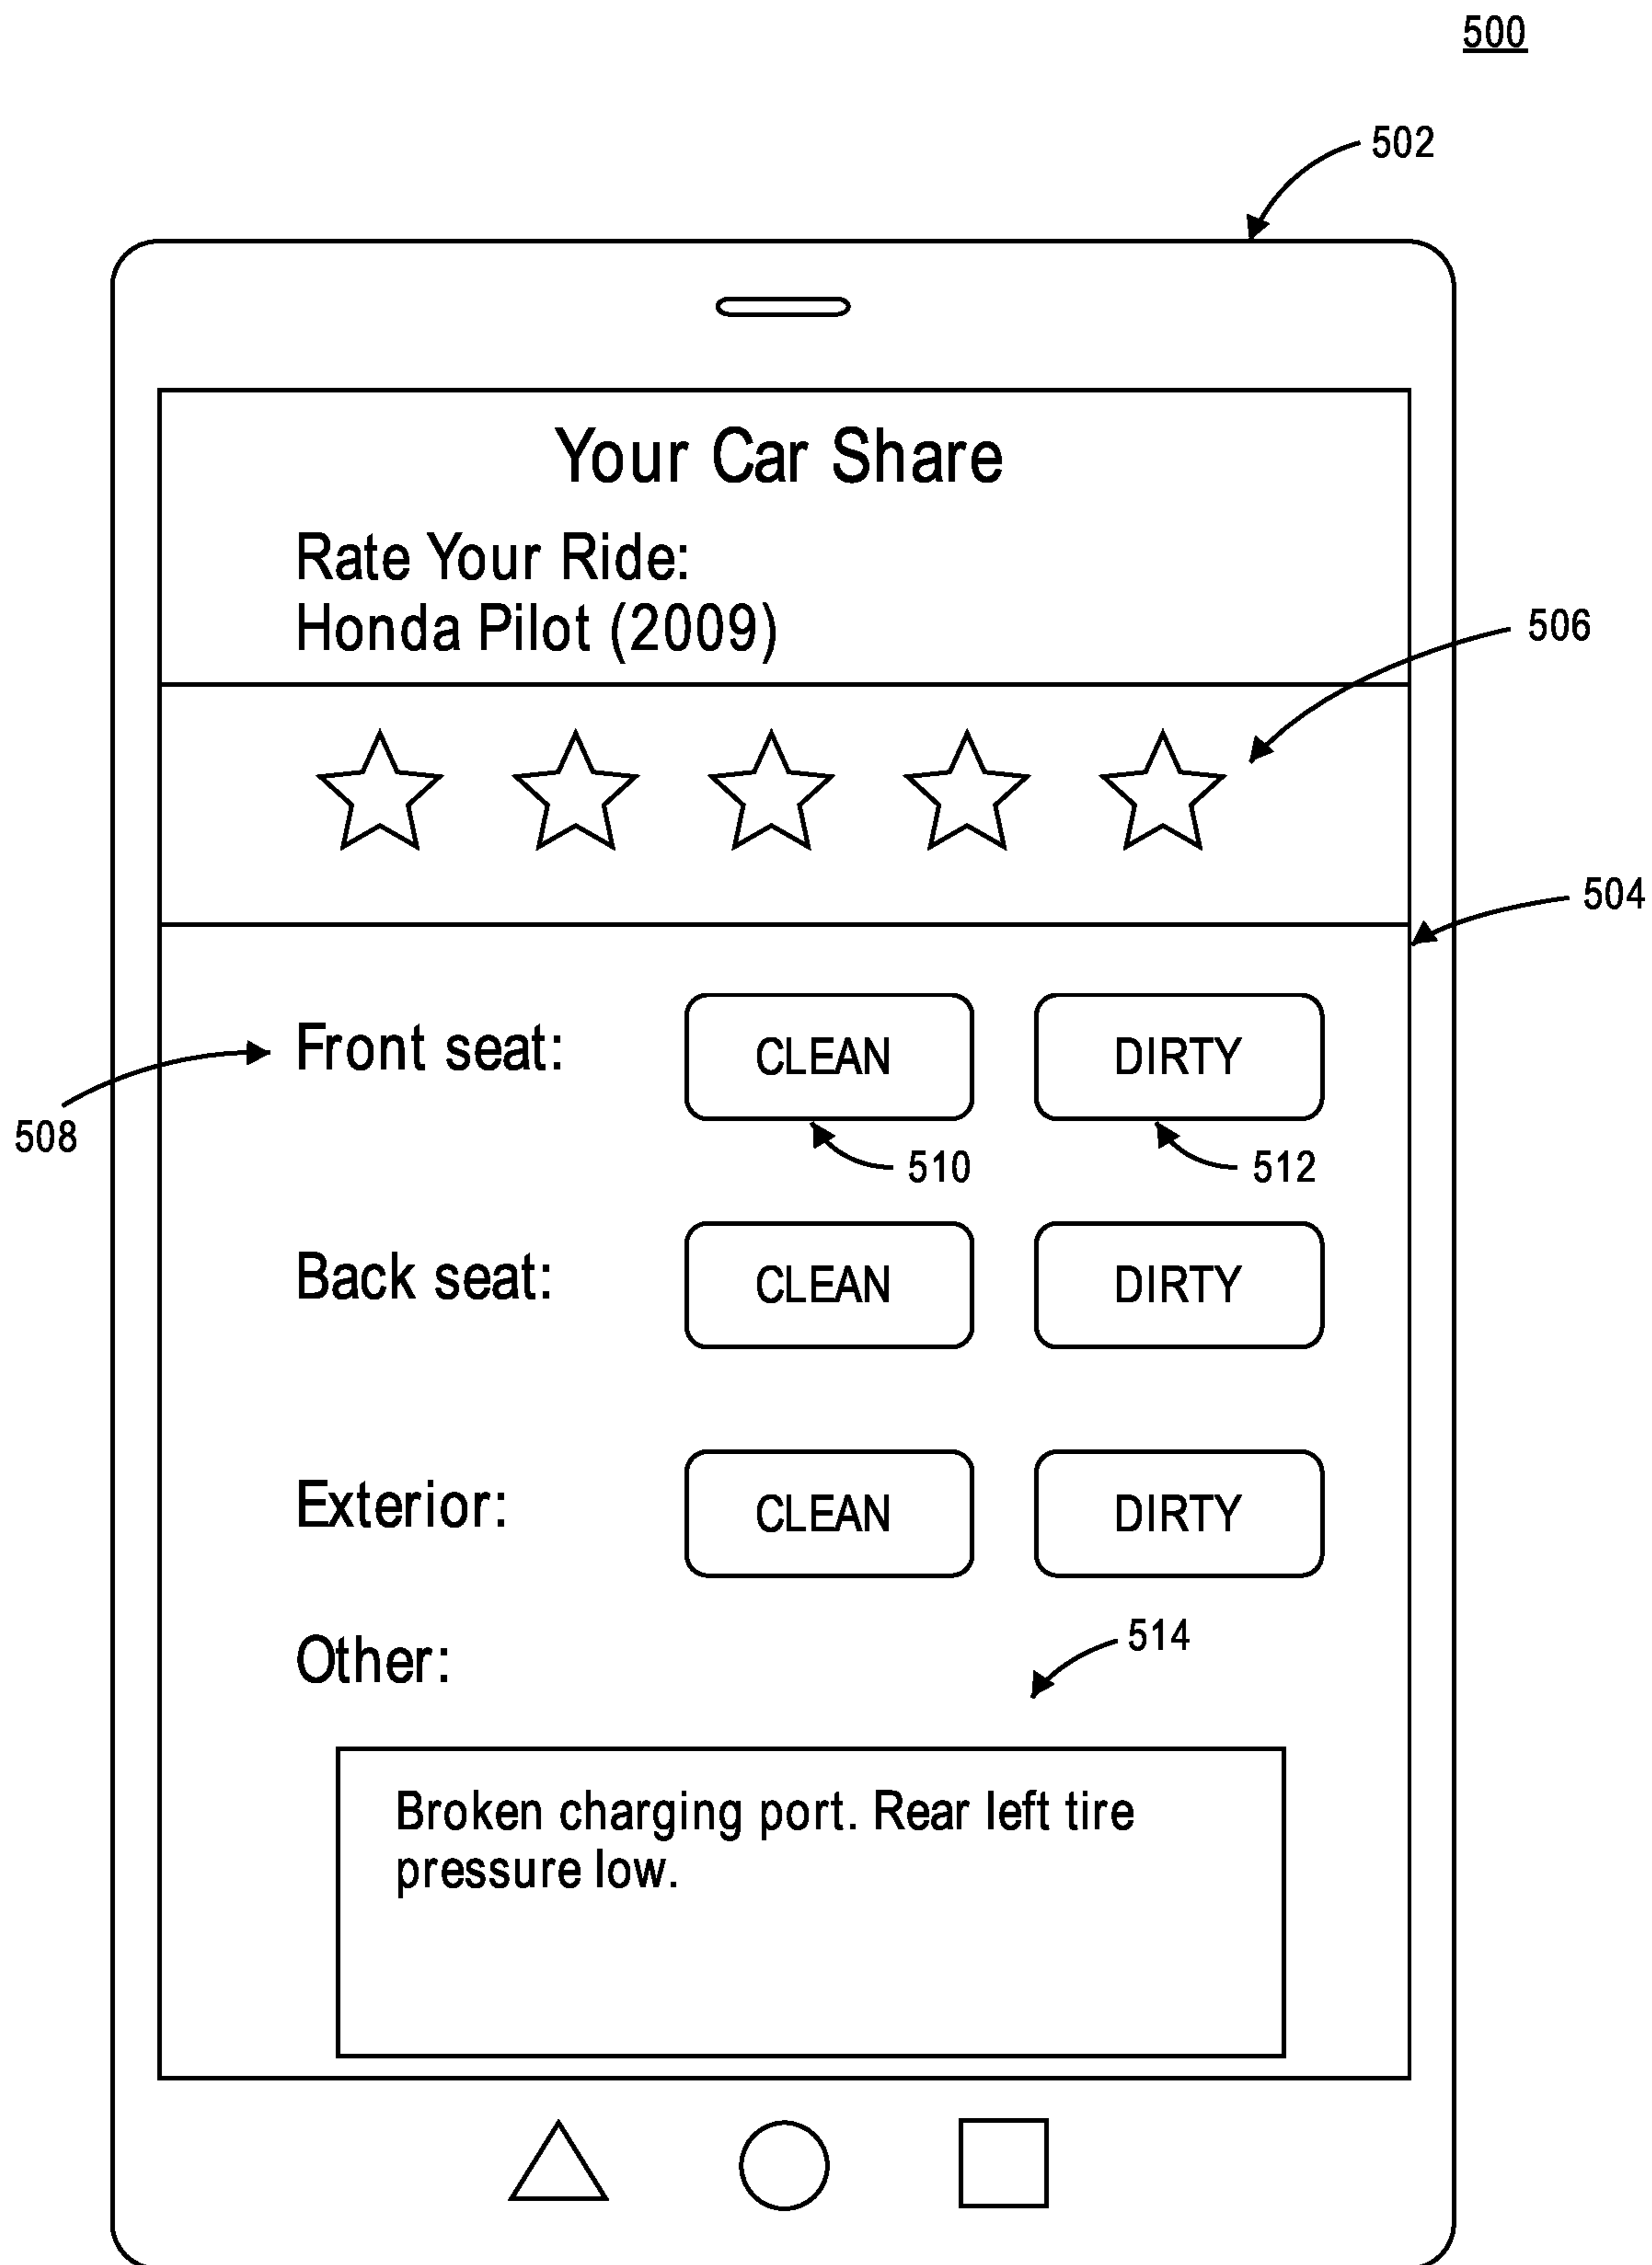 500
502
Your Car Share
Rate Your Ride:
Honda Pilot (2009)
506
504
Front seat: CLEAN DIRTY
508
510 512
Back seat: CLEAN DIRTY
Exterior: CLEAN DIRTY
514
Other:
Broken charging port. Rear left tire
pressure low.